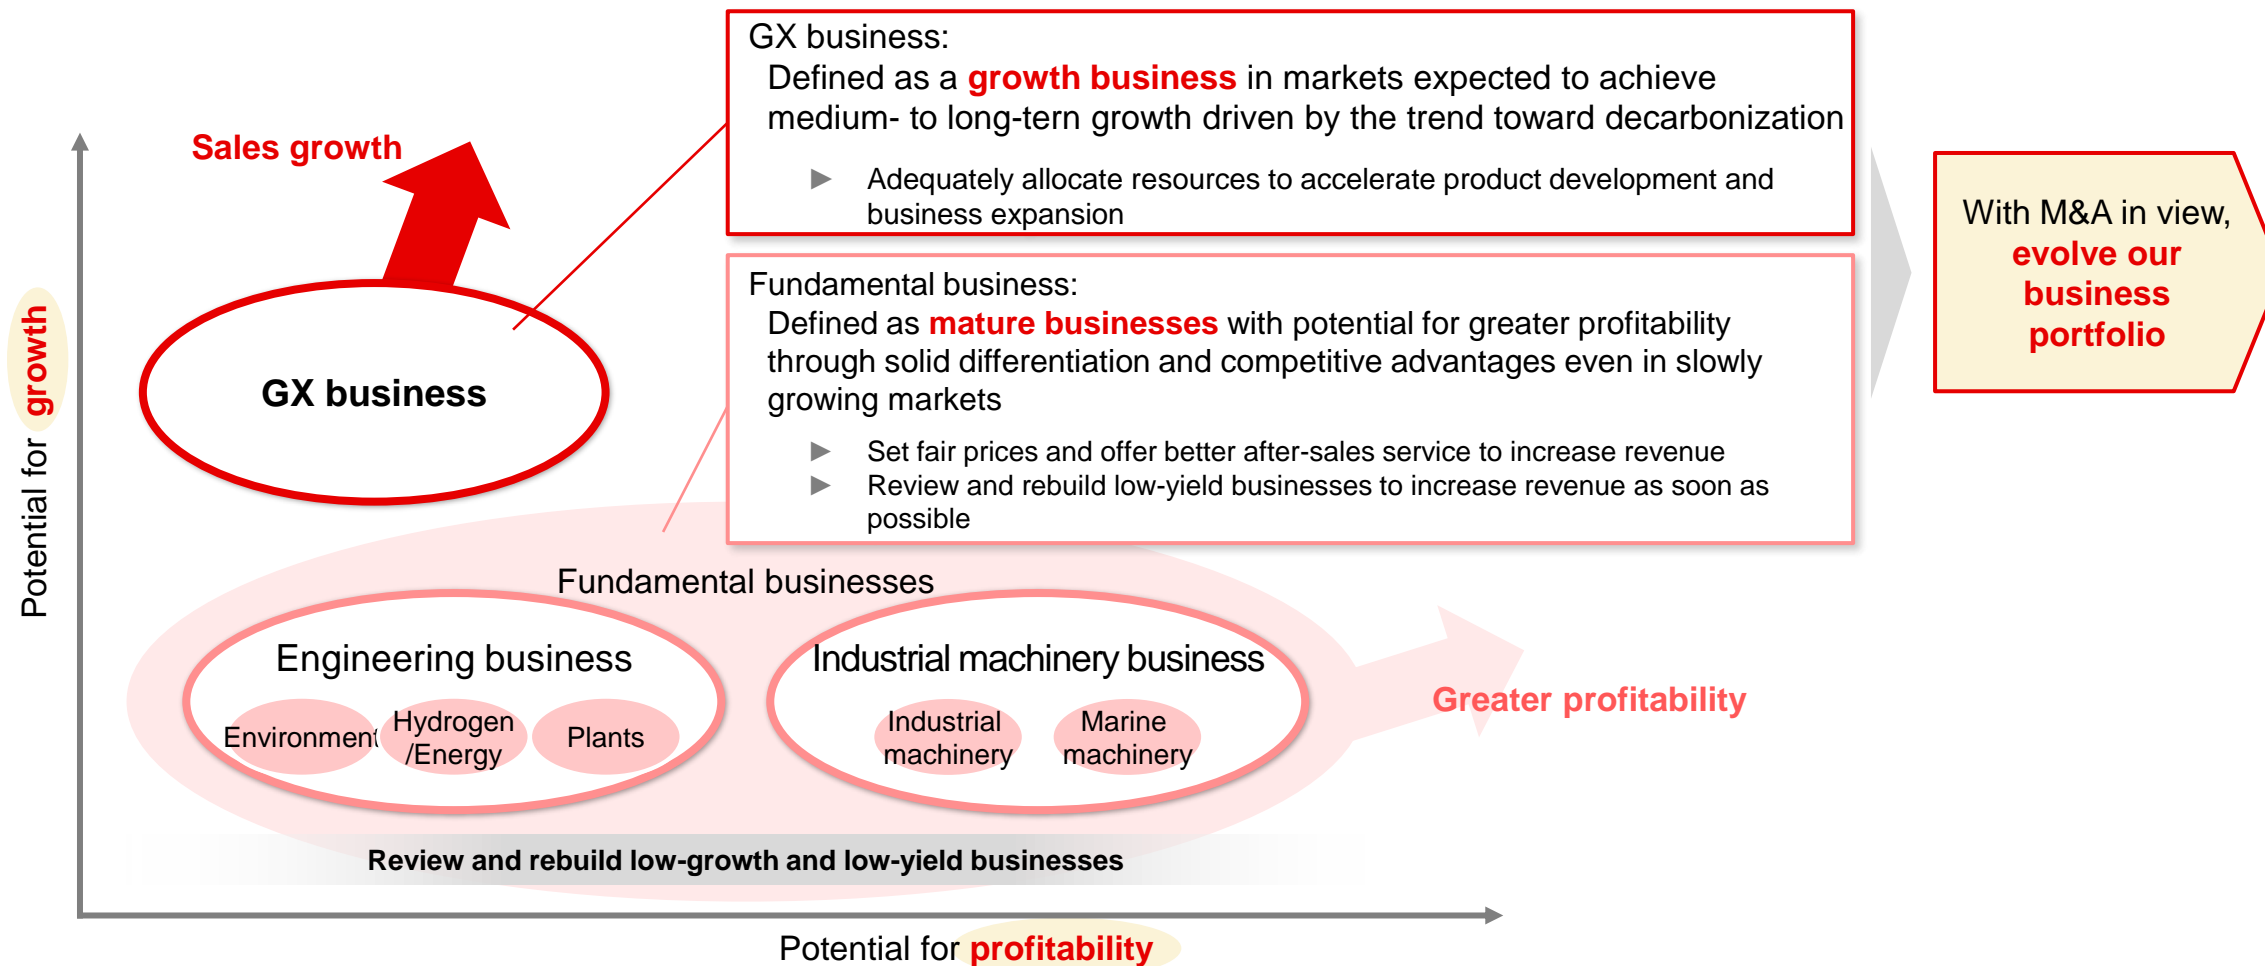 GX business:
Defined as a growth business in markets expected to achieve
medium- to long-tern growth driven by the trend toward decarbonization
► Adequately allocate resources to accelerate product development and
business expansion
Sales growth
With M&A in view,
evolve our
business
portfolio
Fundamental business:
Defined as mature businesses with potential for greater profitability
through solid differentiation and competitive advantages even in slowly
growing markets
► Set fair prices and offer better after-sales service to increase revenue
► Review and rebuild low-yield businesses to increase revenue as soon as
possible
GX business
Potential for growth
Fundamental businesses
Engineering business
Environment
Hydrogen
/Energy
Plants
Industrial machinery business
Industrial
machinery
Marine
machinery
Greater profitability
Review and rebuild low-growth and low-yield businesses
Potential for profitability